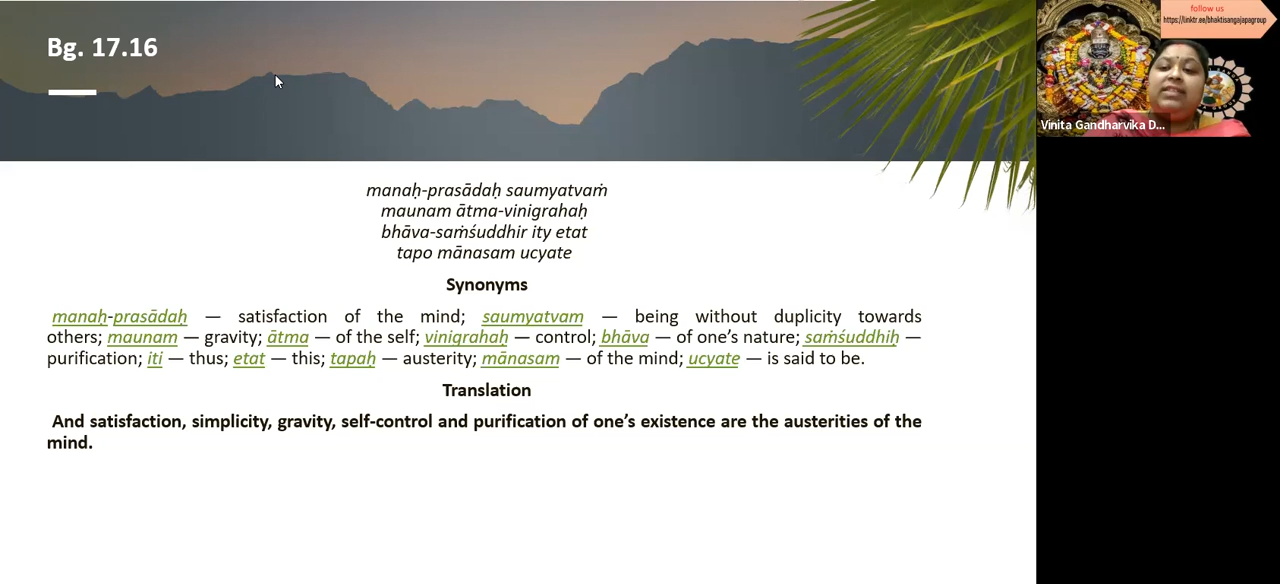 Bg. 17.16
follow us
https://linktr.ee/bhaktisangajapagroup
Vinita Gandharvika D...
manaḥ-prasādaḥ saumyatvaṁ
maunam ātma-vinigrahaḥ
bhāva-saṁśuddhir ity etat
tapo mānasam ucyate
Synonyms
manaḥ-prasādaḥ — satisfaction of the mind; saumyatvam — being without duplicity towards
others; maunam — gravity; ātma — of the self; vinigrahaḥ — control; bhāva — of one's nature; saṁśuddhiḥ —
purification; iti — thus; etat — this; tapaḥ — austerity; mānasam — of the mind; ucyate — is said to be.
Translation
And satisfaction, simplicity, gravity, self-control and purification of one's existence are the austerities of the
mind.